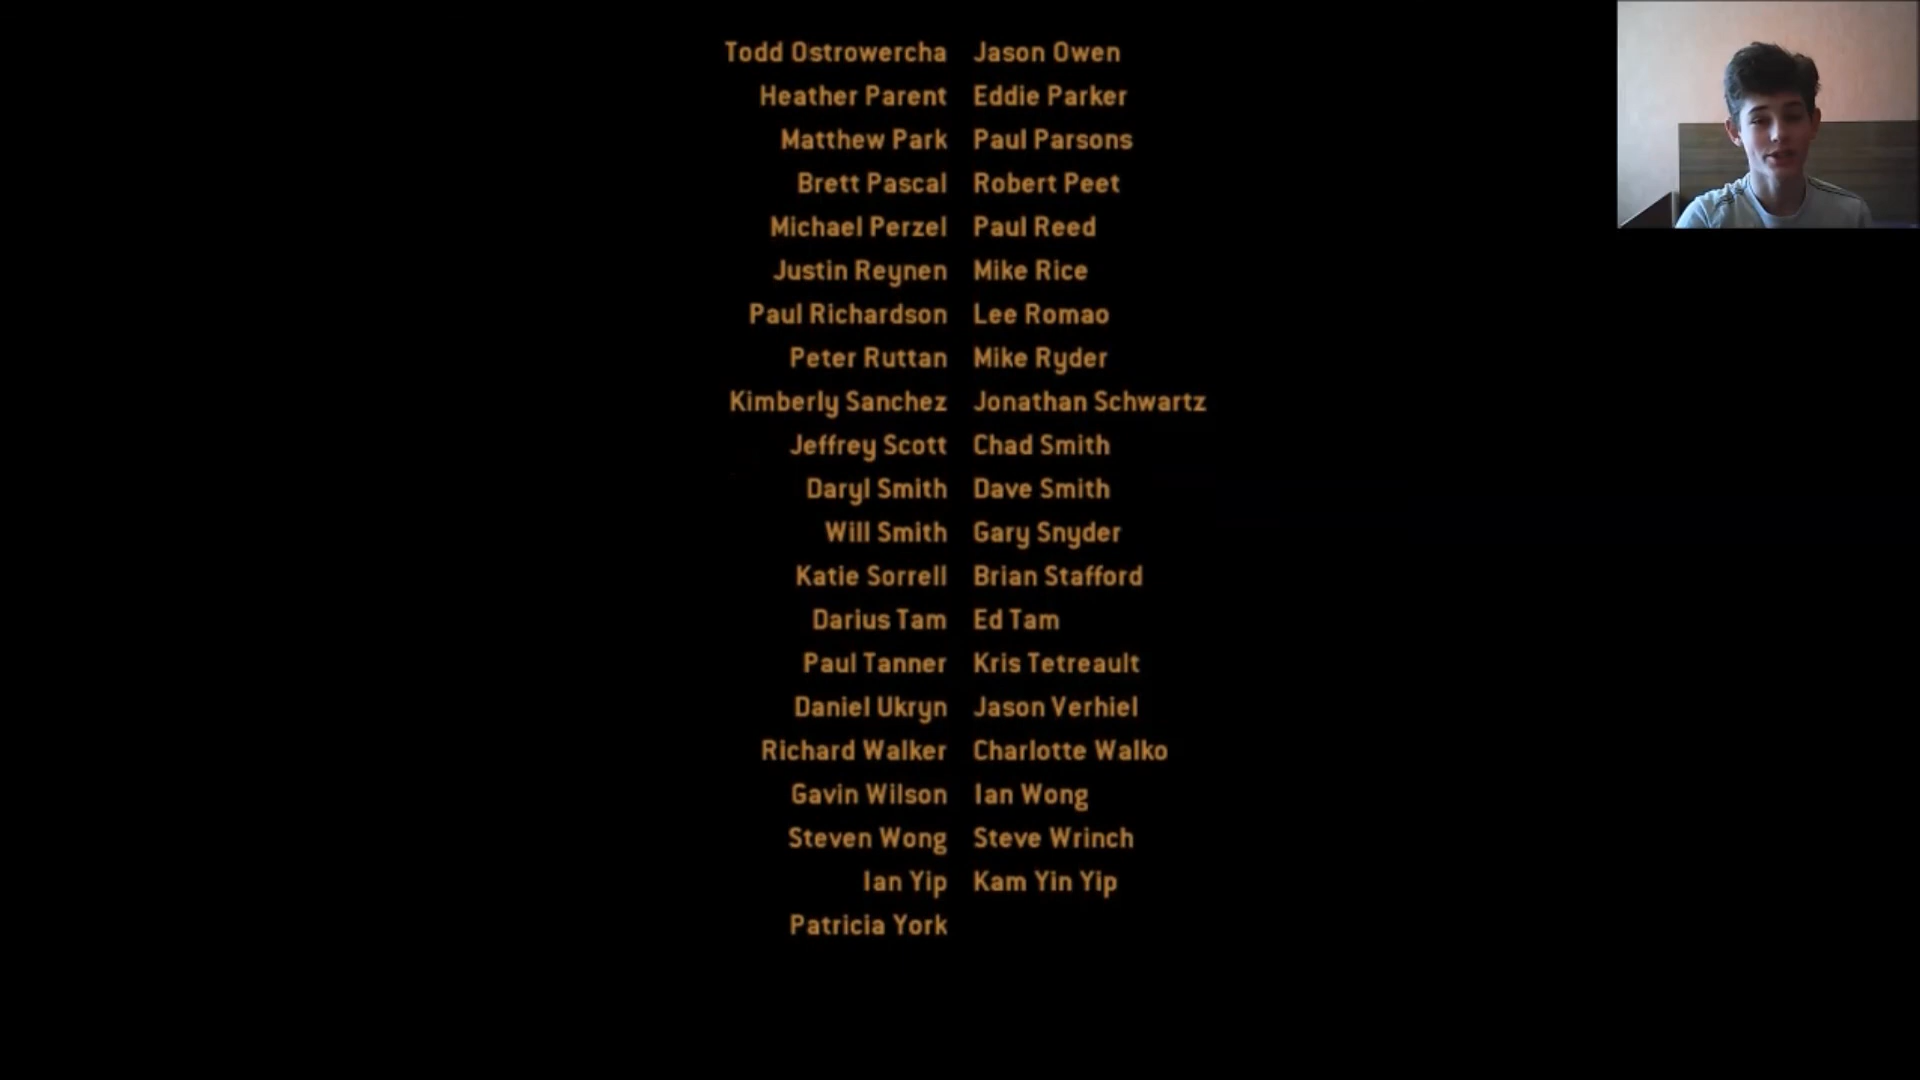 Todd Ostrowercha Jason Owen
Heather Parent Eddie Parker
Matthew Park Paul Parsons
Brett Pascal Robert Peet
Michael Perzel Paul Reed
Justin Reynen Mike Rice
Paul Richardson Lee Romao
Peter Ruttan Mike Ryder
Kimberly Sanchez Jonathan Schwartz
Jeffrey Scott Chad Smith
Daryl Smith Dave Smith
Will Smith Gary Snyder
Katie Sorrell Brian Stafford
Darius Tam Ed Tam
Paul Tanner Kris Tetreault
Daniel Ukryn Jason Verhiel
Richard Walker Charlotte Walko
Gavin Wilson Ian Wong
Steven Wong Steve Wrinch
Ian Yip Kam Yin Yip
Patricia York